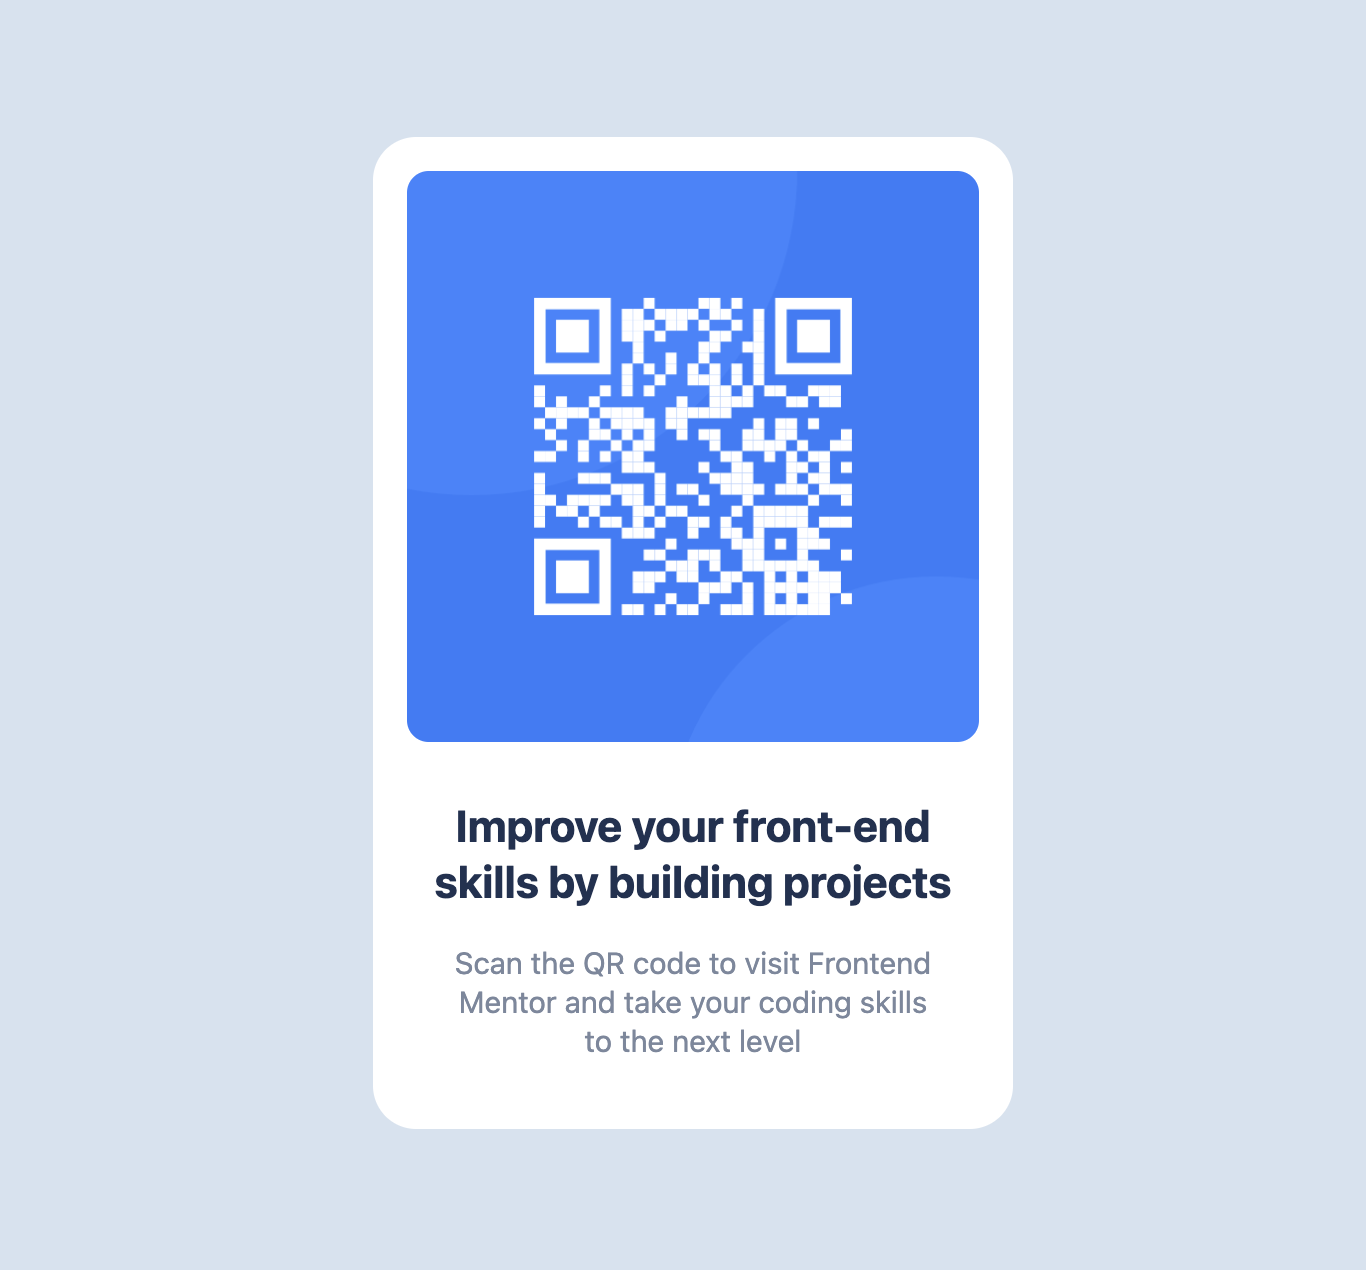 Improve your front-end
skills by building projects
Scan the QR code to visit Frontend
Mentor and take your coding skills
to the next level